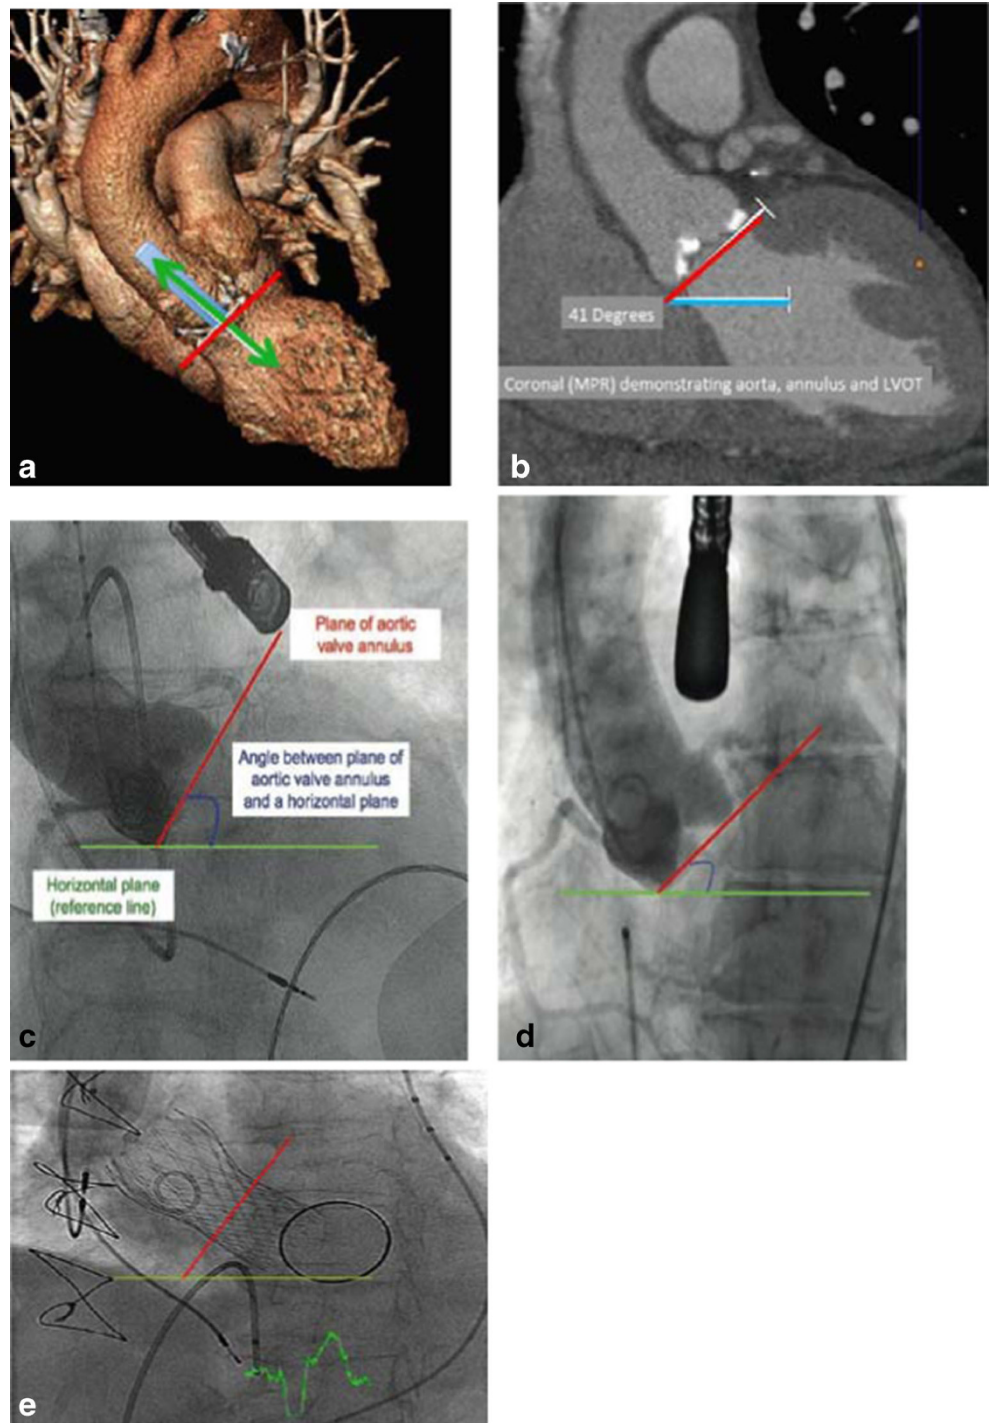 a
41 Degrees
Coronal (MPR) demonstrating aorta, annulus and LVOT
b
Plane of aortic
valve annulus
Angle between plane of
aortic valve annulus
and a horizontal plane
Horizontal plane
(reference line)
c
d
e